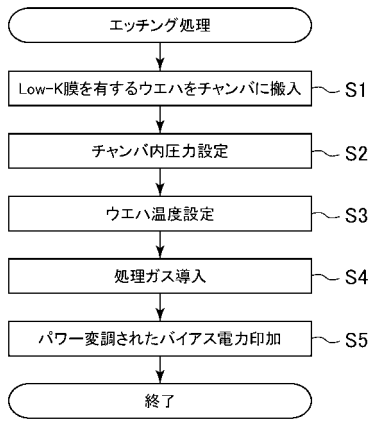 エッチング処理
Low-K膜を有するウエハをチャンバに搬入
S1
チャンバ内圧力設定
S2
ウエハ温度設定
S3
処理ガス導入
S4
パワー変調されたバイアス電力印加
S5
終了